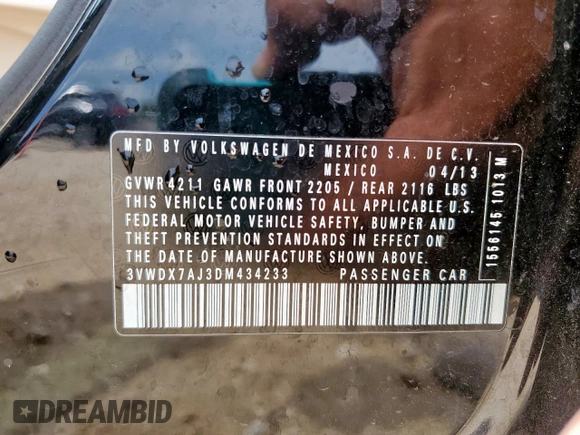 MFD BY VOLKSWAGEN DE MEXICO S.A. DE C.V.
MEXICO 04/13
GVWR 4211 GAWR FRONT 2205 / REAR 2116 LBS
THIS VEHICLE CONFORMS TO ALL APPLICABLE U.S.
FEDERAL MOTOR VEHICLE SAFETY, BUMPER AND
THEFT PREVENTION STANDARDS IN EFFECT ON
THE DATE OF MANUFACTURE SHOWN ABOVE.
3VWDX7AJ3DM434233 PASSENGER CAR
1556145 1013 M
DREAMBID